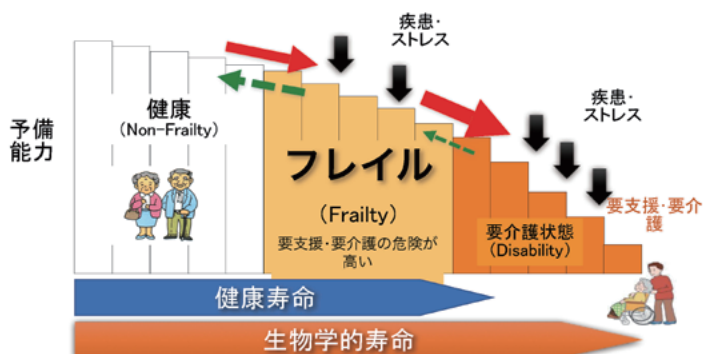 疾患・
ストレス
疾患・
ストレス
予備
能力
健康
(Non-Frailty)
フレイル
(Frailty)
要支援・要介護の危険が
高い
要介護状態
(Disability)
要支援・要介
護
健康寿命
生物学的寿命